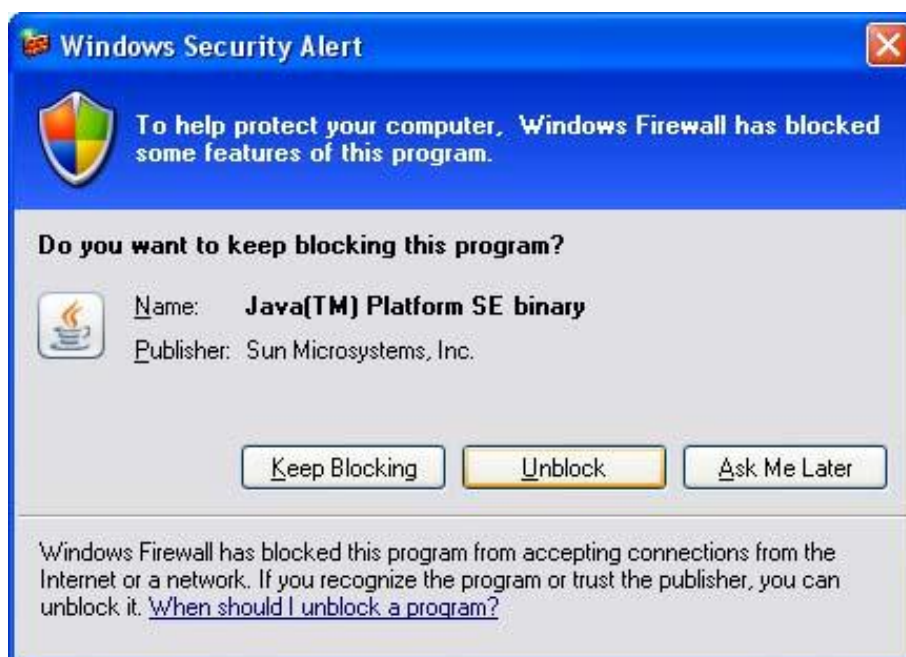 Windows Security Alert
To help protect your computer, Windows Firewall has blocked
some features of this program.
Do you want to keep blocking this program?
Name: Java(TM) Platform SE binary
Publisher: Sun Microsystems, Inc.
Keep Blocking Unblock Ask Me Later
Windows Firewall has blocked this program from accepting connections from the
Internet or a network. If you recognize the program or trust the publisher, you can
unblock it. When should I unblock a program?